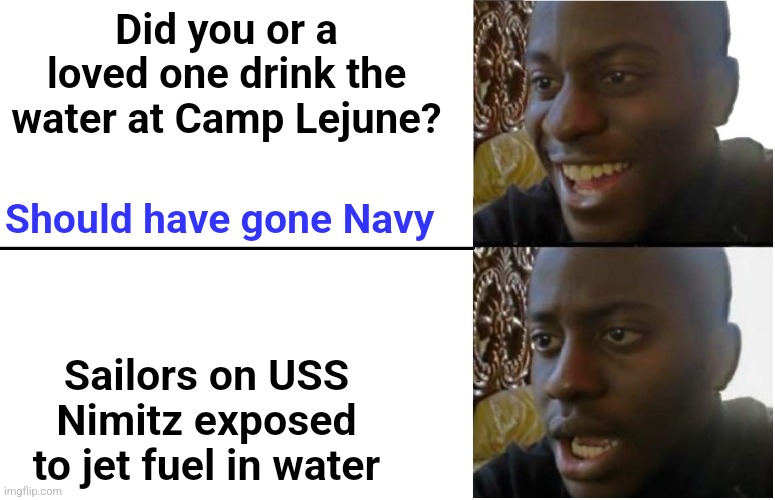 Did you or a
loved one drink the
water at Camp Lejune?
Should have gone Navy
Sailors on USS
Nimitz exposed
to jet fuel in water
imgflip.com